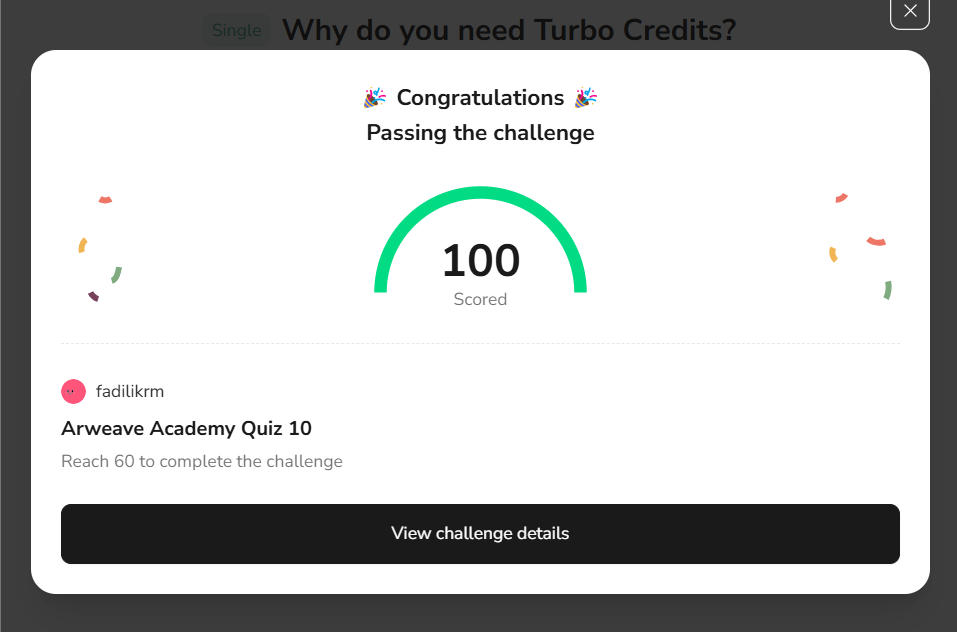 Single Why do you need Turbo Credits?
🎉 Congratulations 🎉
Passing the challenge
100
Scored
fadilikrm
Arweave Academy Quiz 10
Reach 60 to complete the challenge
View challenge details